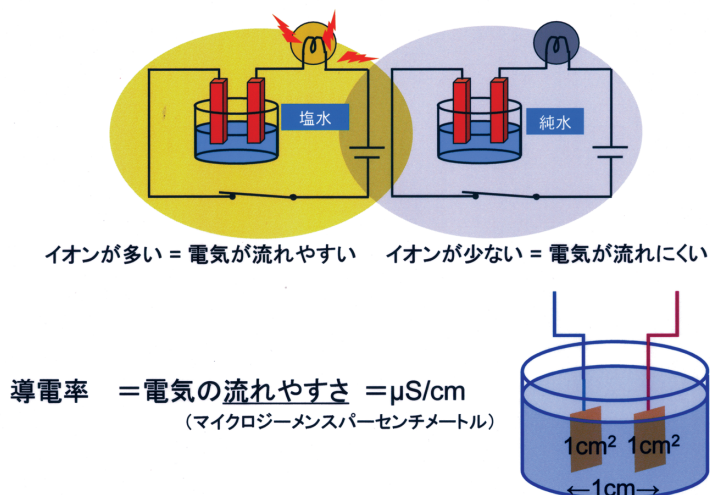 塩水
純水
イオンが多い = 電気が流れやすい
イオンが少ない = 電気が流れにくい
導電率 =電気の流れやすさ =μS/cm
（マイクロジーメンスパーセンチメートル）
1cm² 1cm²
←1cm→